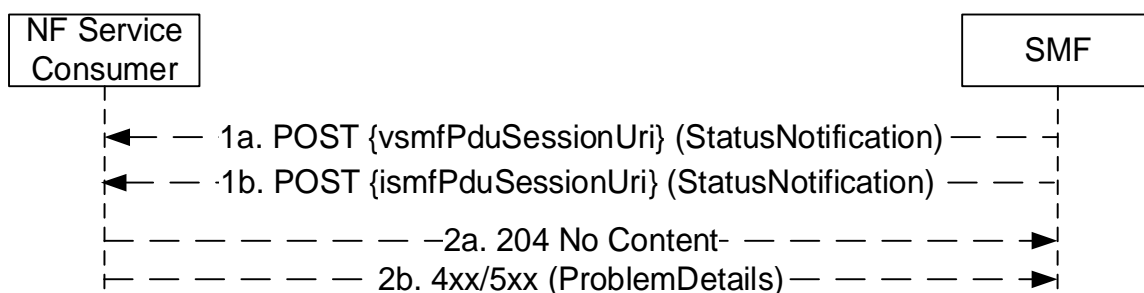 NF Service
Consumer
SMF
1a. POST {vsmfPduSessionUri} (StatusNotification)
1b. POST {ismfPduSessionUri} (StatusNotification)
2a. 204 No Content
2b. 4xx/5xx (ProblemDetails)